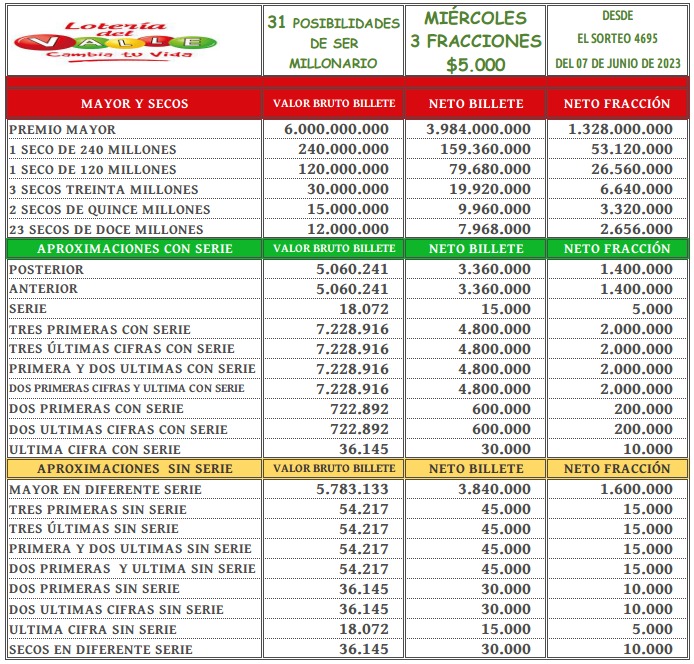 Lotería
del
VALLE
Cambia tu Vida
31 POSIBILIDADES
DE SER
MILLONARIO
MIÉRCOLES
3 FRACCIONES
$5.000
DESDE
EL SORTEO 4695
DEL 07 DE JUNIO DE 2023
MAYOR Y SECOS VALOR BRUTO BILLETE NETO BILLETE NETO FRACCIÓN
PREMIO MAYOR 6.000.000.000 3.984.000.000 1.328.000.000
1 SECO DE 240 MILLONES 240.000.000 159.360.000 53.120.000
1 SECO DE 120 MILLONES 120.000.000 79.680.000 26.560.000
3 SECOS TREINTA MILLONES 30.000.000 19.920.000 6.640.000
2 SECOS DE QUINCE MILLONES 15.000.000 9.960.000 3.320.000
23 SECOS DE DOCE MILLONES 12.000.000 7.968.000 2.656.000
APROXIMACIONES CON SERIE VALOR BRUTO BILLETE NETO BILLETE NETO FRACCIÓN
POSTERIOR 5.060.241 3.360.000 1.400.000
ANTERIOR 5.060.241 3.360.000 1.400.000
SERIE 18.072 15.000 5.000
TRES PRIMERAS CON SERIE 7.228.916 4.800.000 2.000.000
TRES ÚLTIMAS CIFRAS CON SERIE 7.228.916 4.800.000 2.000.000
PRIMERA Y DOS ULTIMAS CON SERIE 7.228.916 4.800.000 2.000.000
DOS PRIMERAS CIFRAS Y ULTIMA CON SERIE 7.228.916 4.800.000 2.000.000
DOS PRIMERAS CON SERIE 722.892 600.000 200.000
DOS ULTIMAS CIFRAS CON SERIE 722.892 600.000 200.000
ULTIMA CIFRA CON SERIE 36.145 30.000 10.000
APROXIMACIONES SIN SERIE VALOR BRUTO BILLETE NETO BILLETE NETO FRACCIÓN
MAYOR EN DIFERENTE SERIE 5.783.133 3.840.000 1.600.000
TRES PRIMERAS SIN SERIE 54.217 45.000 15.000
TRES ÚLTIMAS SIN SERIE 54.217 45.000 15.000
PRIMERA Y DOS ULTIMAS SIN SERIE 54.217 45.000 15.000
DOS PRIMERAS Y ULTIMA SIN SERIE 54.217 45.000 15.000
DOS PRIMERAS SIN SERIE 36.145 30.000 10.000
DOS ULTIMAS CIFRAS SIN SERIE 36.145 30.000 10.000
ULTIMA CIFRA SIN SERIE 18.072 15.000 5.000
SECOS EN DIFERENTE SERIE 36.145 30.000 10.000